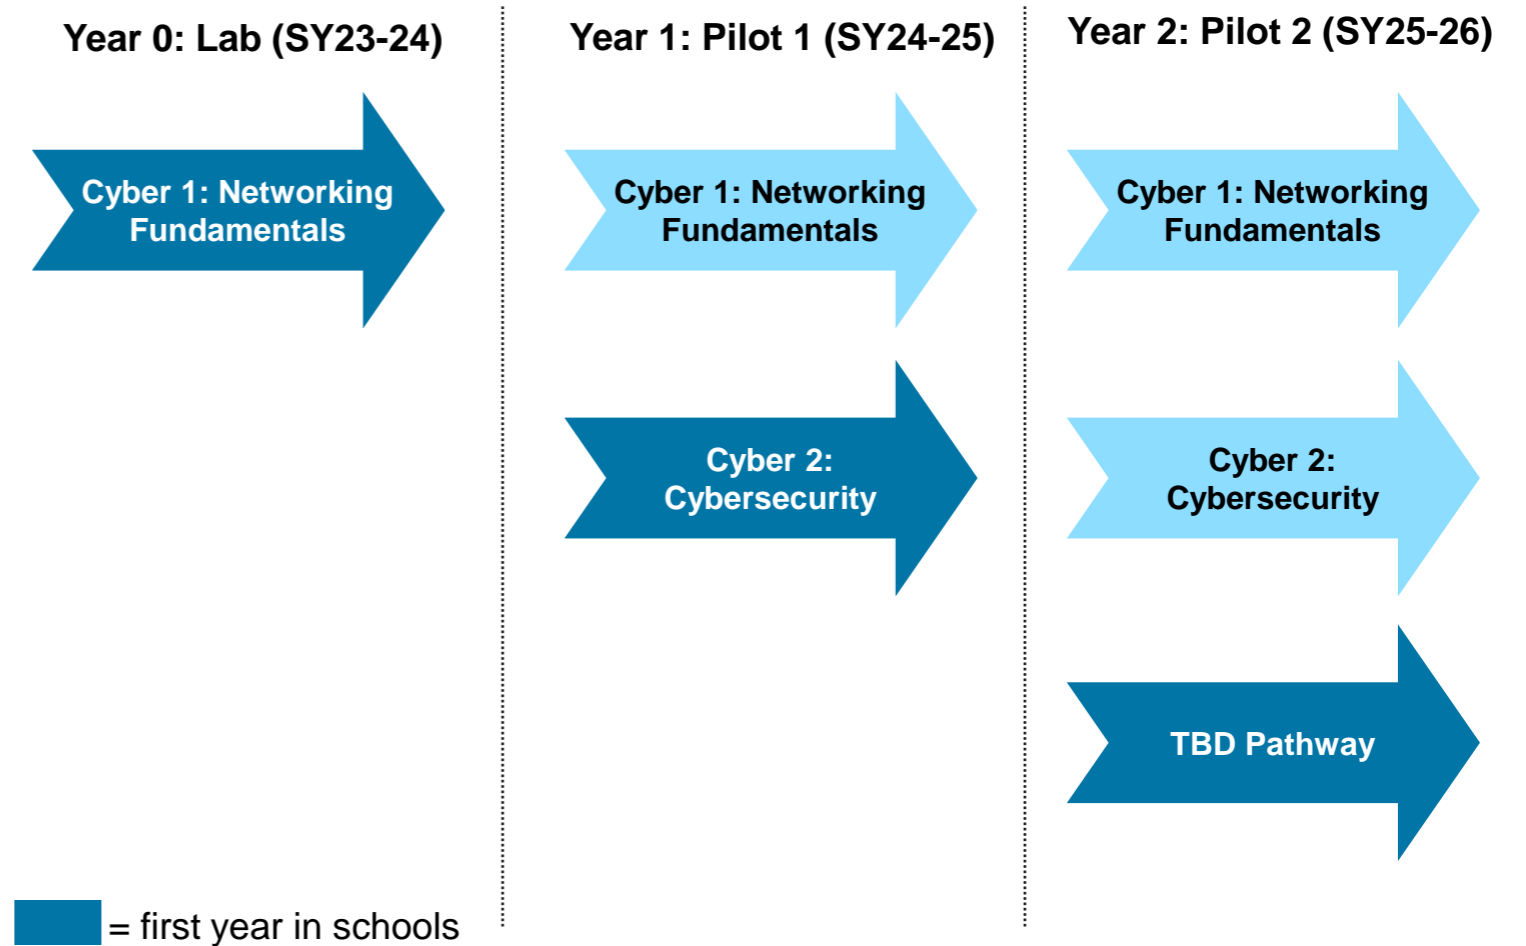 Year 0: Lab (SY23-24)
Cyber 1: Networking
Fundamentals
Year 1: Pilot 1 (SY24-25)
Cyber 1: Networking
Fundamentals
Cyber 2:
Cybersecurity
Year 2: Pilot 2 (SY25-26)
Cyber 1: Networking
Fundamentals
Cyber 2:
Cybersecurity
TBD Pathway
= first year in schools